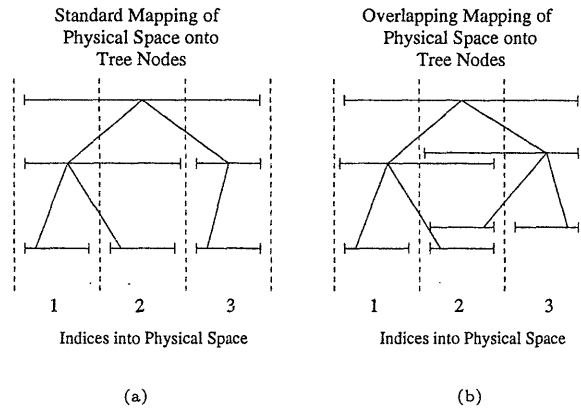 Standard Mapping of
Physical Space onto
Tree Nodes
Overlapping Mapping of
Physical Space onto
Tree Nodes
1 2 3
1 2 3
Indices into Physical Space
Indices into Physical Space
(a)
(b)